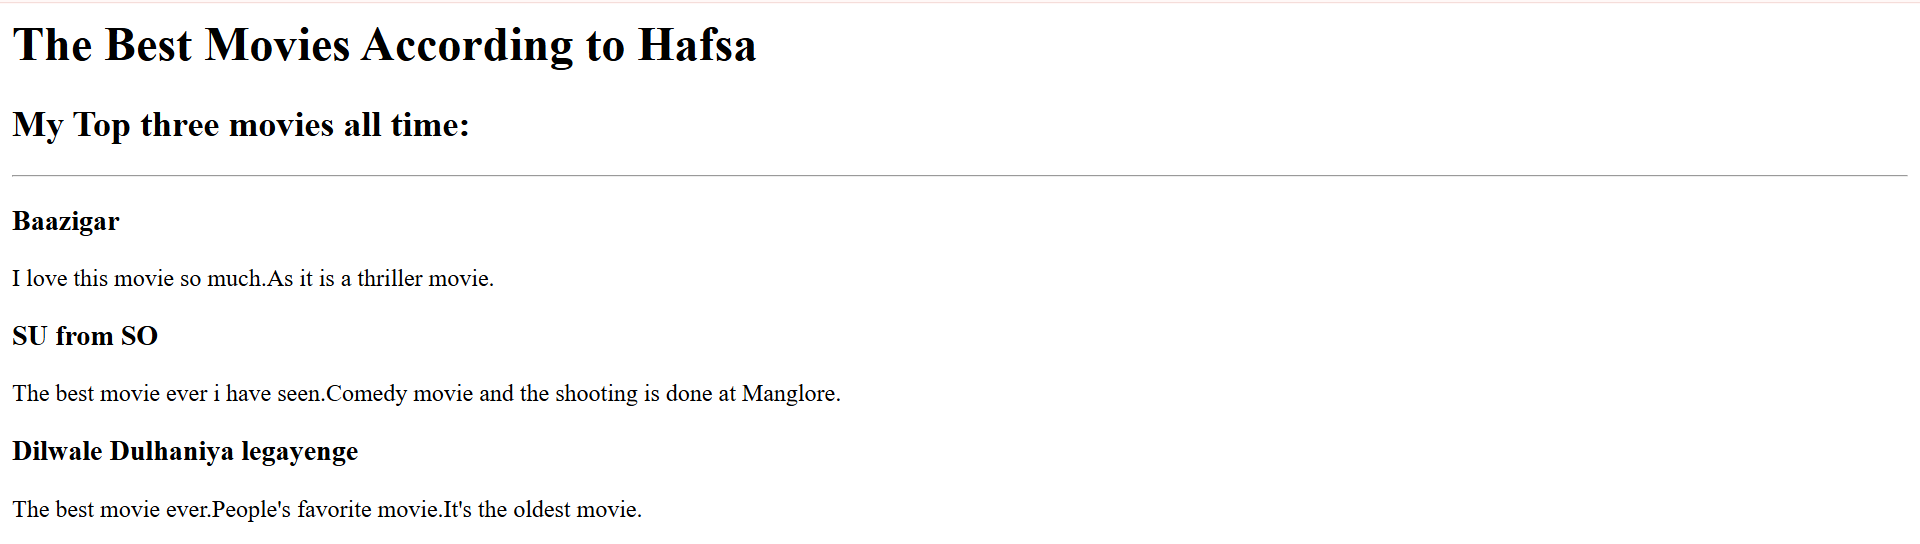 The Best Movies According to Hafsa
My Top three movies all time:
Baazigar
I love this movie so much.As it is a thriller movie.
SU from SO
The best movie ever i have seen.Comedy movie and the shooting is done at Manglore.
Dilwale Dulhaniya legayenge
The best movie ever.People's favorite movie.It's the oldest movie.